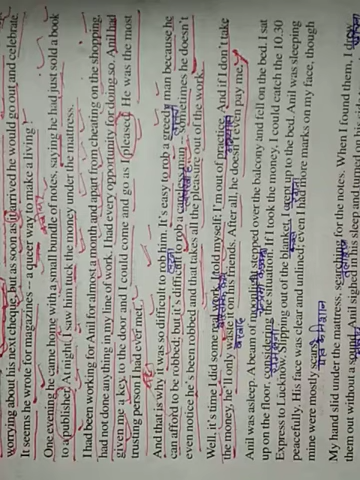 worrying about his next cheque, but as soon as it arrived he would go out and celebrate.
It seems he wrote for magazines – a queer way to make a living!
One evening he came home with a small bundle of notes, saying he had just sold a book
to a publisher. At night, I saw him tuck the money under the mattress.
I had been working for Anil for almost a month and apart from cheating on the shopping,
had not done anything in my line of work. I had every opportunity for doing so. Anil had
given me a key to the door and I could come and go as I pleased. He was the most
trusting person I had ever met.
And that is why it was so difficult to rob him. It's easy to rob a greedy man because he
can afford to be robbed; but it's difficult to rob a careless man – sometimes he doesn't
even notice he's been robbed and that takes all the pleasure out of the work.
Well, it's time I did some real work, I told myself; I'm out of practice. And if I don't take
the money, he'll only waste it on his friends. After all, he doesn't even pay me.
Anil was asleep. A beam of moonlight stepped over the balcony and fell on the bed. I sat
up on the floor, considering the situation. If I took the money, I could catch the 10.30
Express to Lucknow. Slipping out of the blanket, I up to the bed. Anil was sleeping
peacefully. His face was clear and unlined; even I had more marks on my face, though
mine were mostly scars.
My hand slid under the mattress, searching for the notes. When I found them, I
them out without a Anil sighed in his sleep and turned on